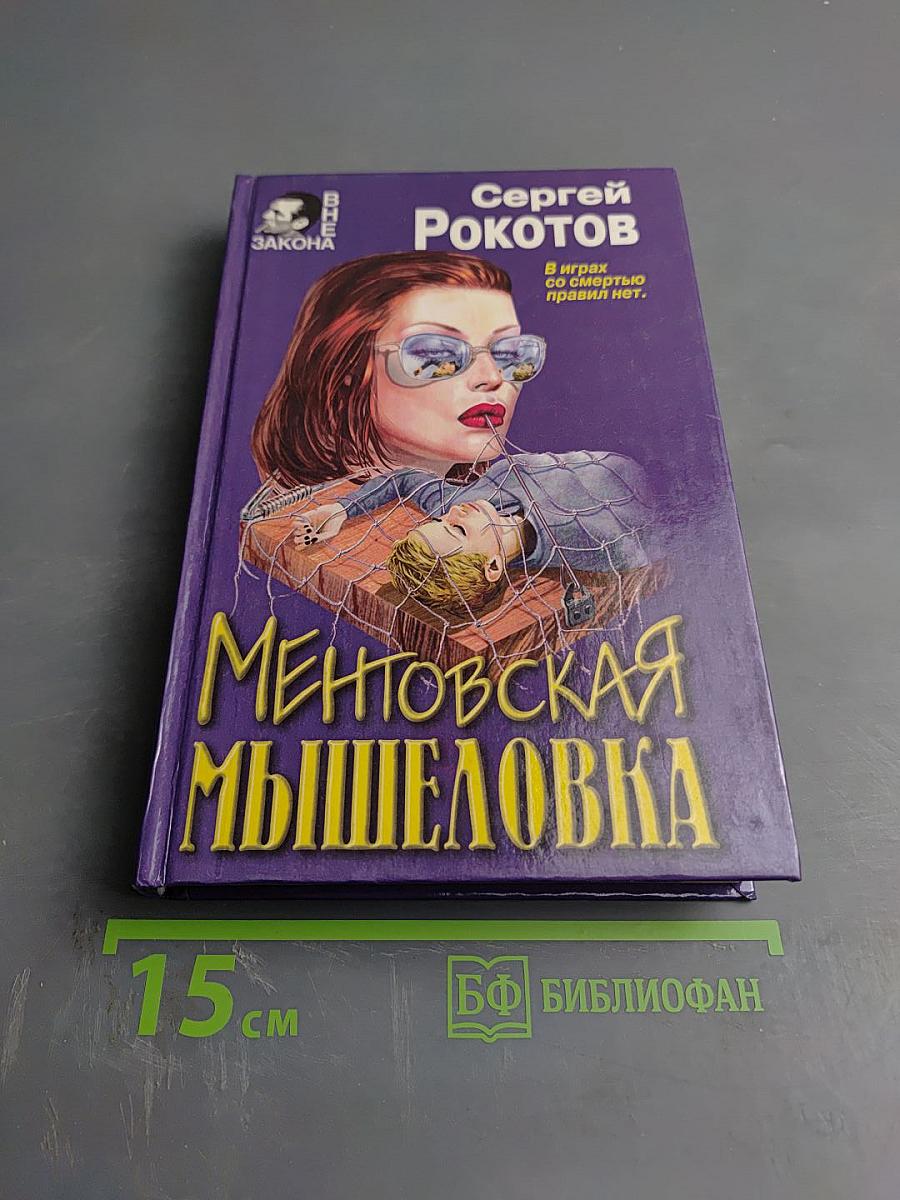 ВНЕ
ЗАКОНА
Сергей
Рокотов
В играх
со смертью
правил нет.
Ментовская
мышеловка
15 см
БФ БИБЛИОФАН